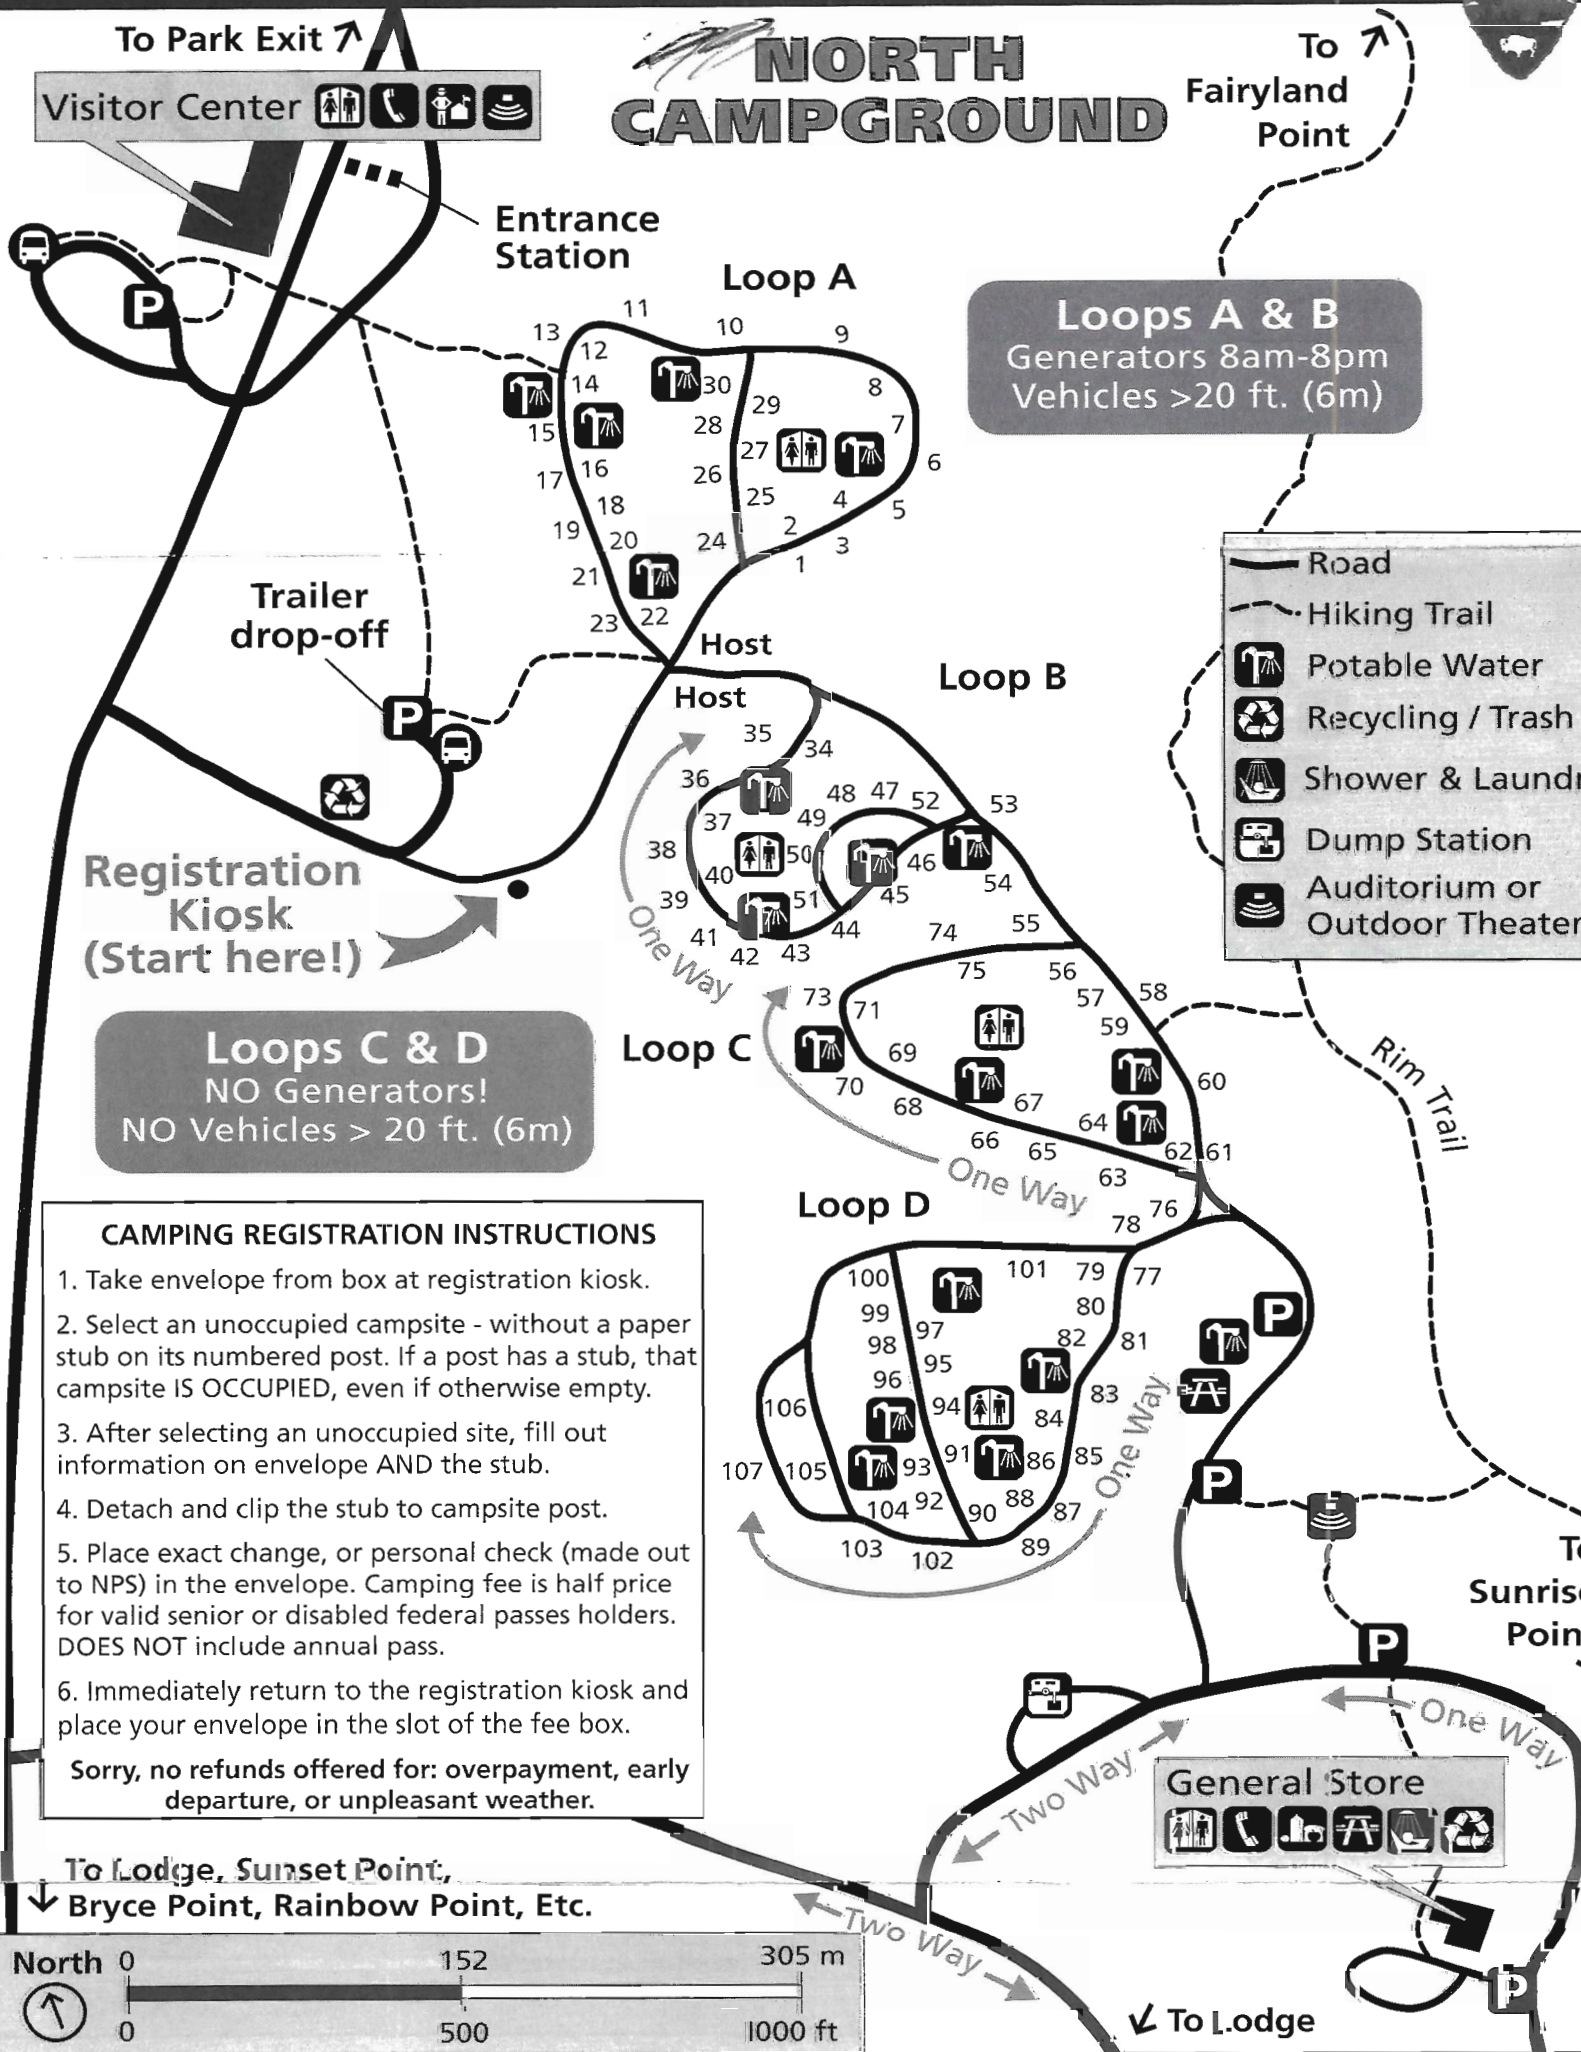 To Park Exit
NORTH
CAMPGROUND
To
Fairyland
Point
Visitor Center
Entrance
Station
P
Loop A
Loops A & B
Generators 8am-8pm
Vehicles >20 ft. (6m)
11
13
10
9
12
14
30
8
29
15
28
7
27
6
16
17
26
25
4
18
5
19
2
20
24
3
1
21
22
23
Road
Hiking Trail
Potable Water
Recycling / Trash
Shower & Laundr
Dump Station
Auditorium or
Outdoor Theater
Trailer
drop-off
P
Host
Host
Loop B
35
34
36
37
38
40
39
41
42
43
44
45
46
47
48
49
50
51
52
53
54
55
One Way
Registration
Kiosk
(Start here!)
Loops C & D
NO Generators!
NO Vehicles > 20 ft. (6m)
Loop C
74
75
56
57
58
59
73
71
69
70
68
67
66
65
64
63
62
61
60
One Way
Rim Trail
Loop D
76
78
77
79
101
100
99
80
98
97
82
81
96
95
94
83
84
106
107
105
93
91
86
85
104
92
90
88
87
103
102
89
One Way
P
P
CAMPING REGISTRATION INSTRUCTIONS
1. Take envelope from box at registration kiosk.
2. Select an unoccupied campsite - without a paper
stub on its numbered post. If a post has a stub, that
campsite IS OCCUPIED, even if otherwise empty.
3. After selecting an unoccupied site, fill out
information on envelope AND the stub.
4. Detach and clip the stub to campsite post.
5. Place exact change, or personal check (made out
to NPS) in the envelope. Camping fee is half price
for valid senior or disabled federal passes holders.
DOES NOT include annual pass.
6. Immediately return to the registration kiosk and
place your envelope in the slot of the fee box.
Sorry, no refunds offered for: overpayment, early
departure, or unpleasant weather.
To
Sunris
Poin
P
One Way
Two Way
General Store
To Lodge, Sunset Point,
Bryce Point, Rainbow Point, Etc.
Two Way
P
To Lodge
North
0 152 305 m
0 500 1000 ft